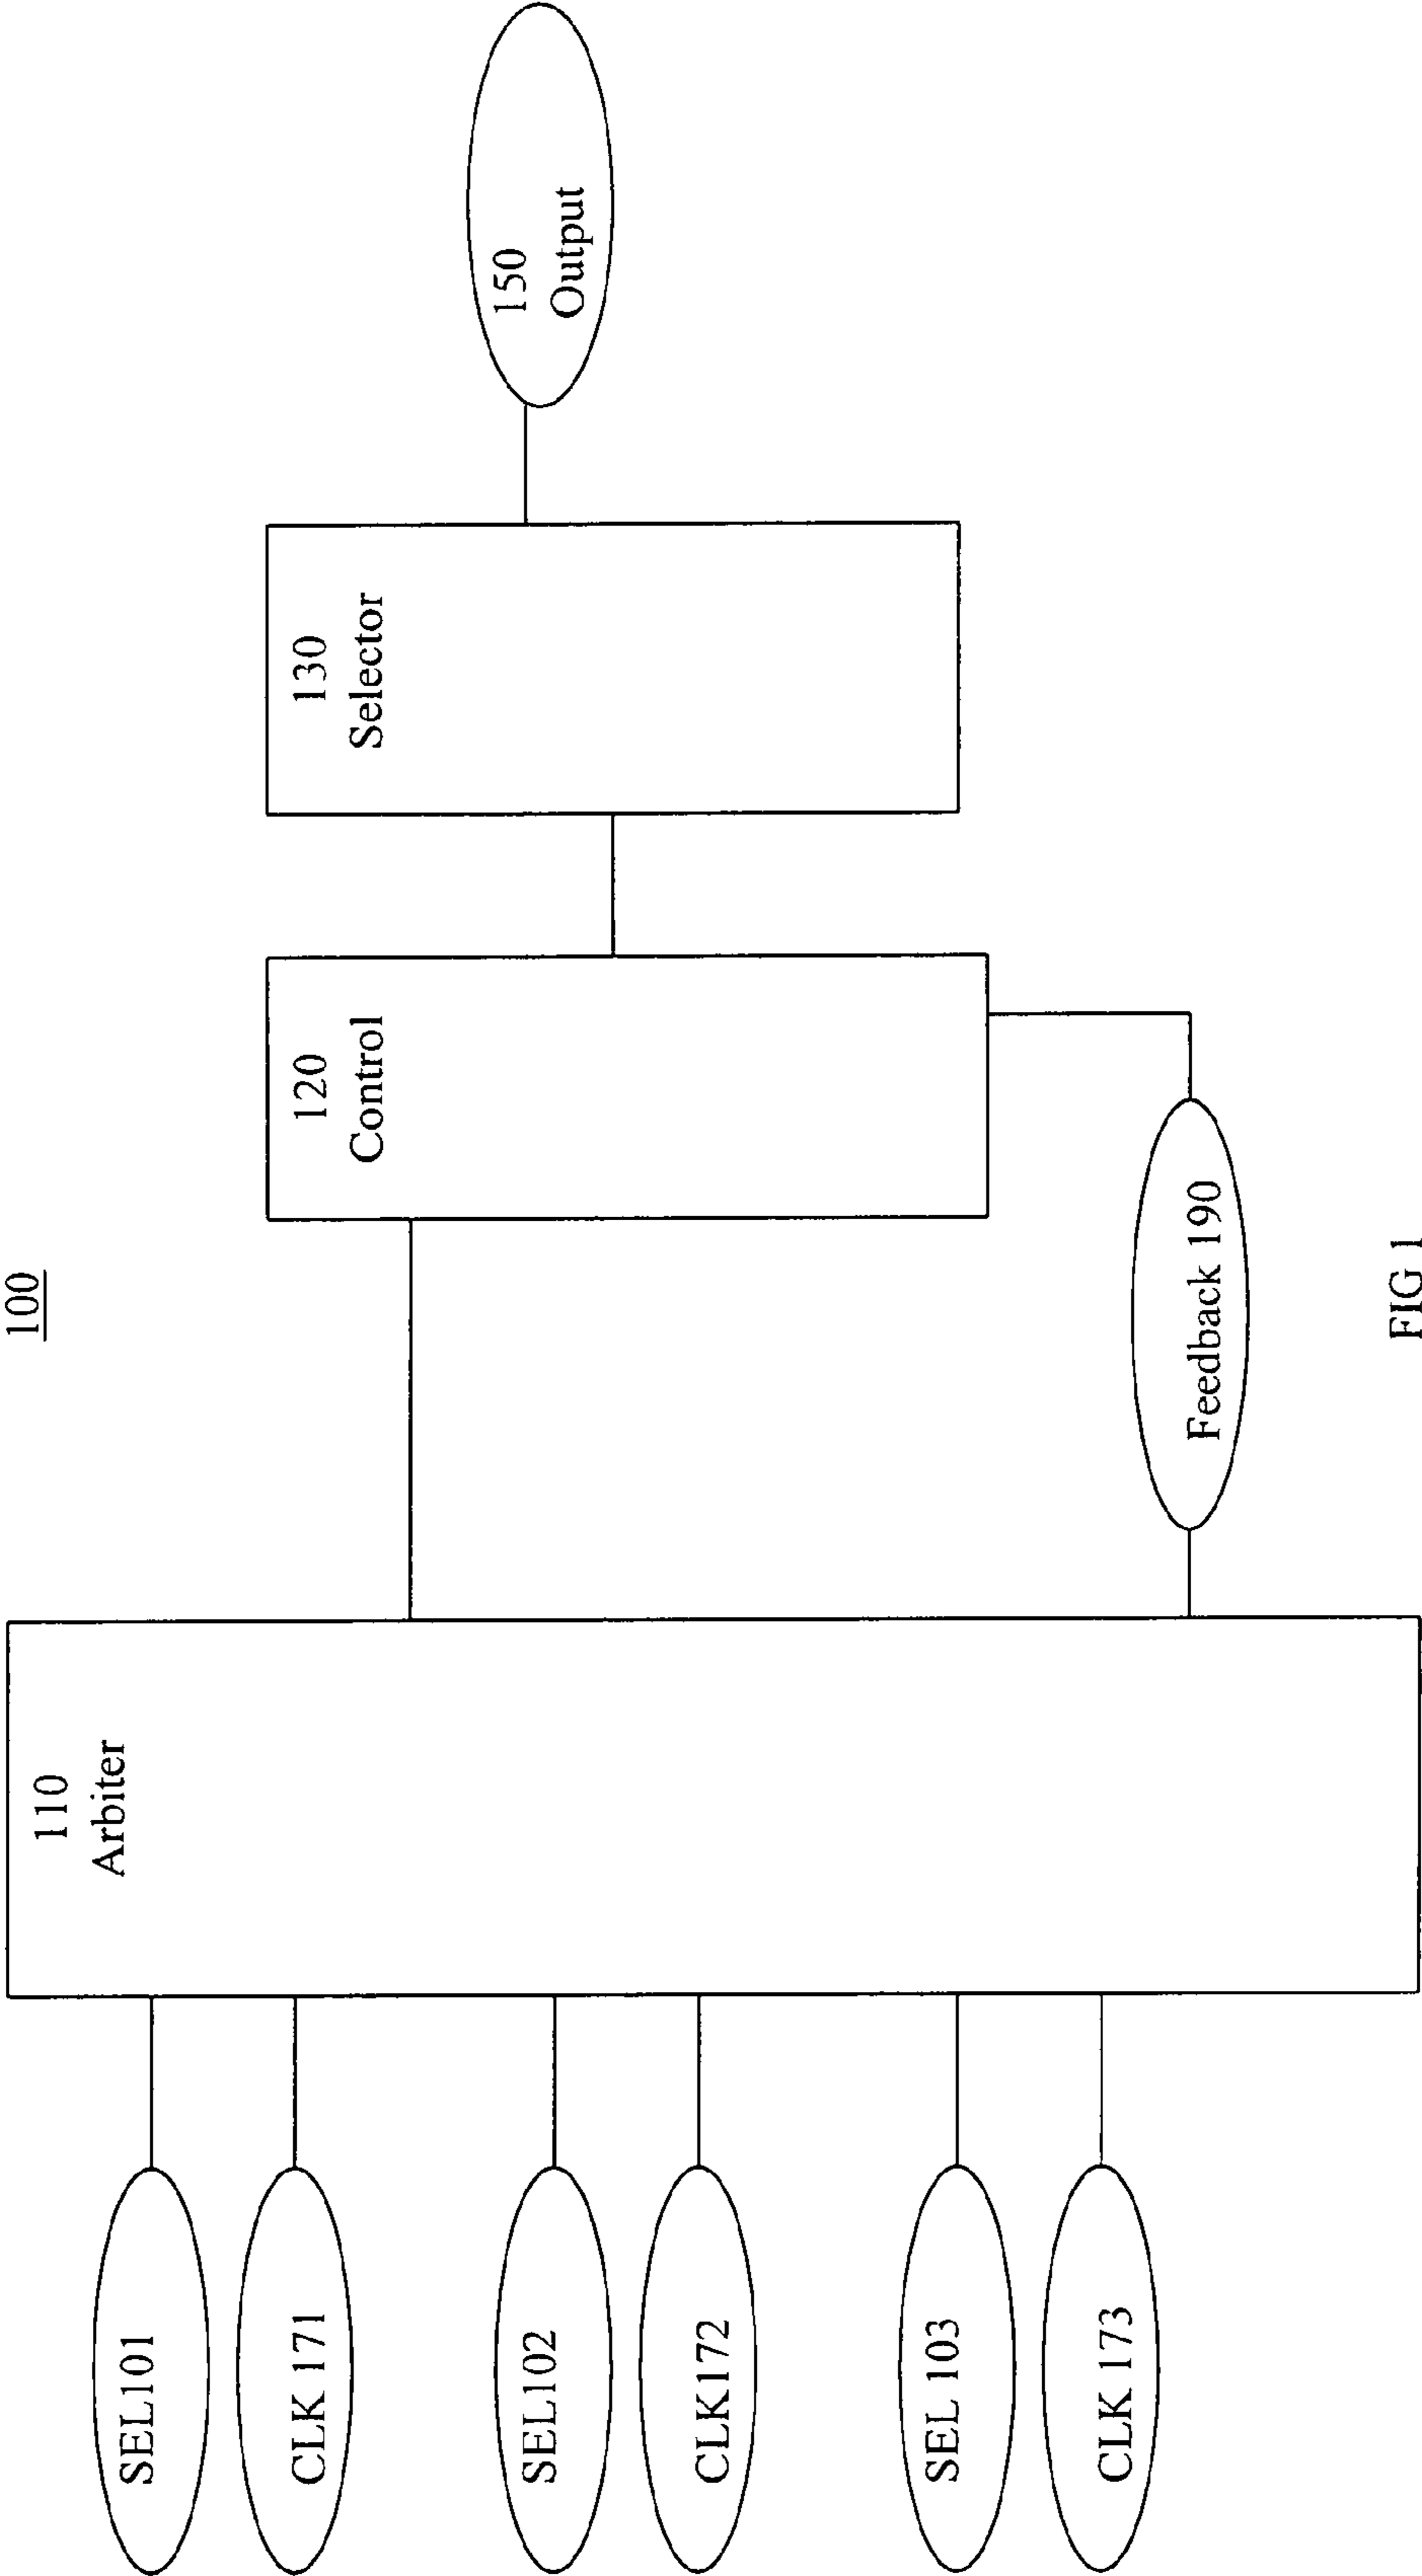 100
110
Arbiter
120
Control
130
Selector
150
Output
SEL101
CLK 171
SEL102
CLK172
SEL 103
CLK 173
Feedback 190
FIG 1